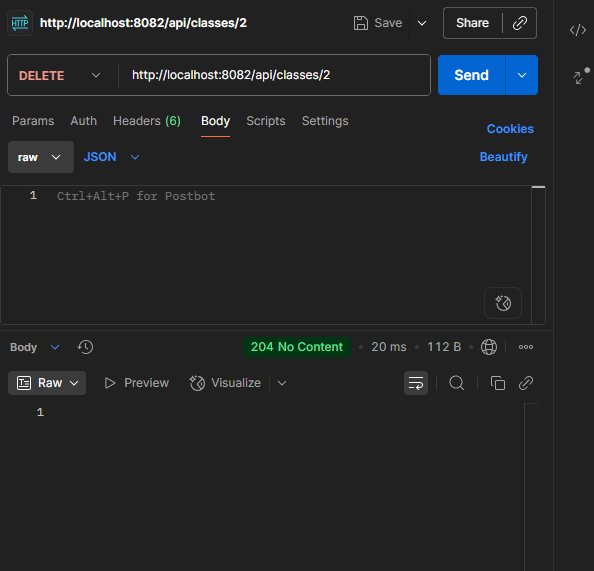 HTTP http://localhost:8082/api/classes/2 Save Share
DELETE http://localhost:8082/api/classes/2 Send
Params Auth Headers (6) Body Scripts Settings Cookies
raw JSON Beautify
1 Ctrl+Alt+P for Postbot
Body 204 No Content • 20 ms • 112 B •
Raw Preview Visualize
1